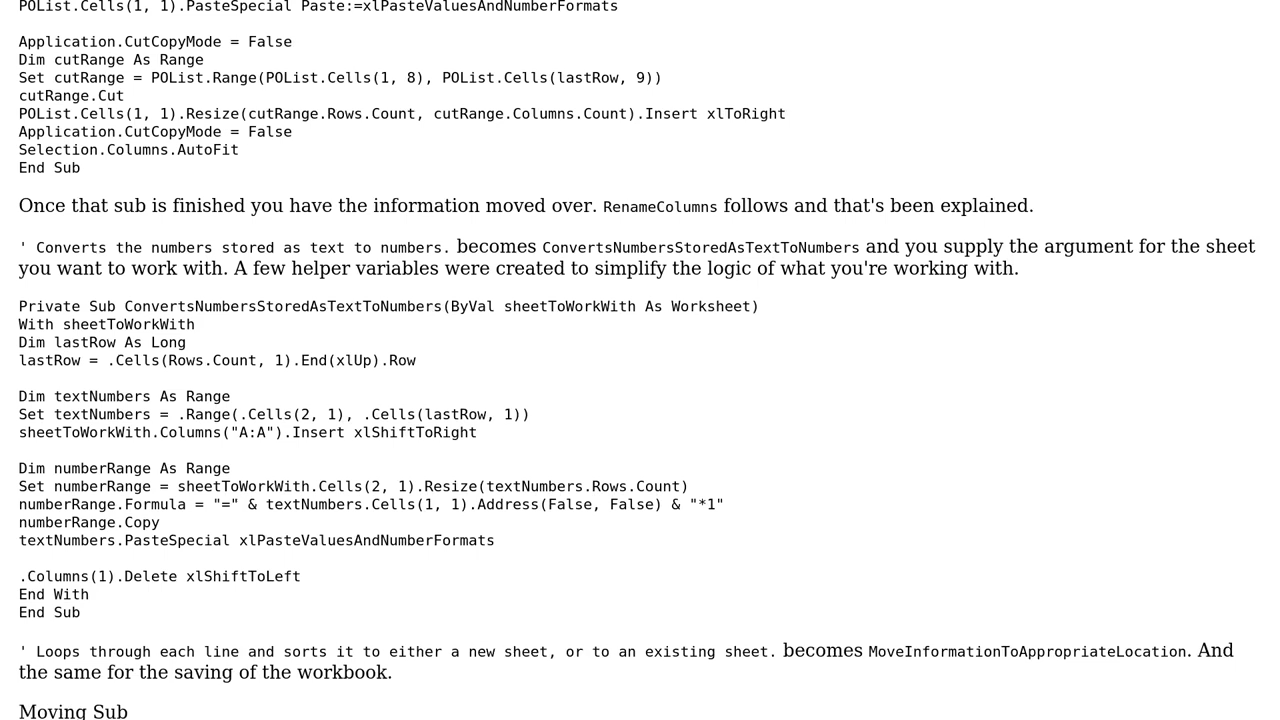 POList.Cells(1, 1).PasteSpecial Paste:=xlPasteValuesAndNumberFormats
Application.CutCopyMode = False
Dim cutRange As Range
Set cutRange = POList.Range(POList.Cells(1, 8), POList.Cells(lastRow, 9))
cutRange.Cut
POList.Cells(1, 1).Resize(cutRange.Rows.Count, cutRange.Columns.Count).Insert xlToRight
Application.CutCopyMode = False
Selection.Columns.AutoFit
End Sub
Once that sub is finished you have the information moved over. RenameColumns follows and that's been explained.
' Converts the numbers stored as text to numbers. becomes ConvertsNumbersStoredAsTextToNumbers and you supply the argument for the sheet
you want to work with. A few helper variables were created to simplify the logic of what you're working with.
Private Sub ConvertsNumbersStoredAsTextToNumbers(ByVal sheetToWorkWith As Worksheet)
With sheetToWorkWith
Dim lastRow As Long
lastRow = .Cells(Rows.Count, 1).End(xlUp).Row
Dim textNumbers As Range
Set textNumbers = .Range(.Cells(2, 1), .Cells(lastRow, 1))
sheetToWorkWith.Columns("A:A").Insert xlShiftToRight
Dim numberRange As Range
Set numberRange = sheetToWorkWith.Cells(2, 1).Resize(textNumbers.Rows.Count)
numberRange.Formula = "=" & textNumbers.Cells(1, 1).Address(False, False) & "*1"
numberRange.Copy
textNumbers.PasteSpecial xlPasteValuesAndNumberFormats
.Columns(1).Delete xlShiftToLeft
End With
End Sub
' Loops through each line and sorts it to either a new sheet, or to an existing sheet. becomes MoveInformationToAppropriateLocation. And
the same for the saving of the workbook.
Moving Sub